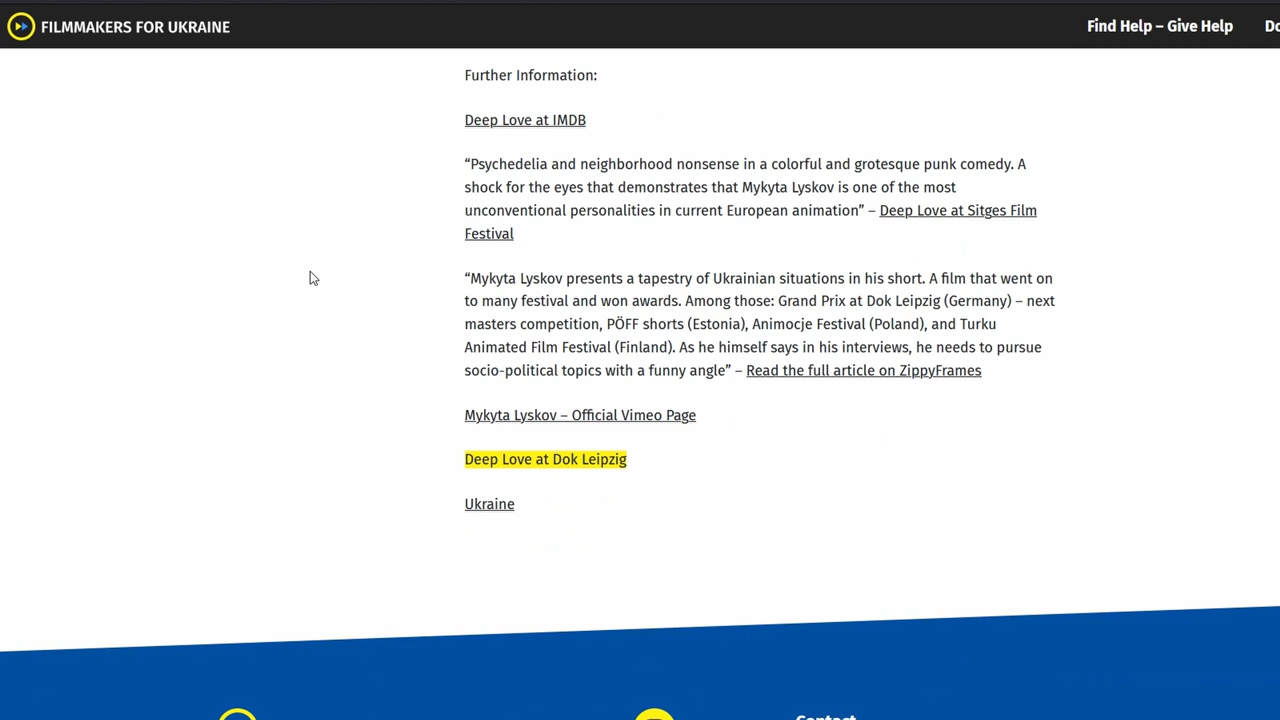 FILMMAKERS FOR UKRAINE
Find Help – Give Help
Further Information:
Deep Love at IMDB
“Psychedelia and neighborhood nonsense in a colorful and grotesque punk comedy. A
shock for the eyes that demonstrates that Mykyta Lyskov is one of the most
unconventional personalities in current European animation” – Deep Love at Sitges Film
Festival
“Mykyta Lyskov presents a tapestry of Ukrainian situations in his short. A film that went on
to many festival and won awards. Among those: Grand Prix at Dok Leipzig (Germany) – next
masters competition, PÖFF shorts (Estonia), Animocje Festival (Poland), and Turku
Animated Film Festival (Finland). As he himself says in his interviews, he needs to pursue
socio-political topics with a funny angle” – Read the full article on ZippyFrames
Mykyta Lyskov – Official Vimeo Page
Deep Love at Dok Leipzig
Ukraine
Contact